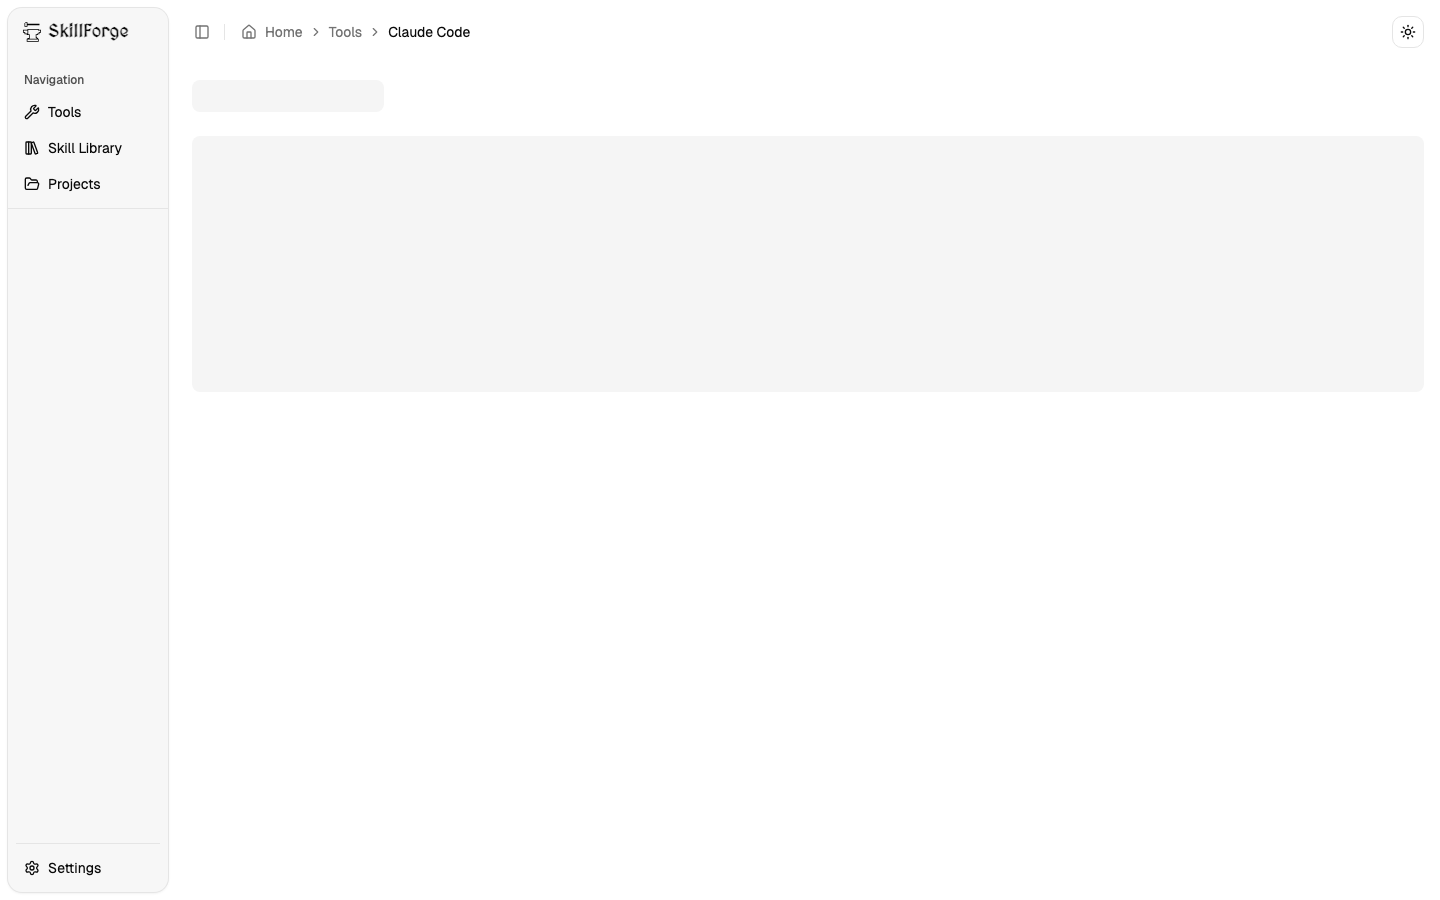 SkillForge
Navigation
Tools
Skill Library
Projects
Settings
Home > Tools > Claude Code